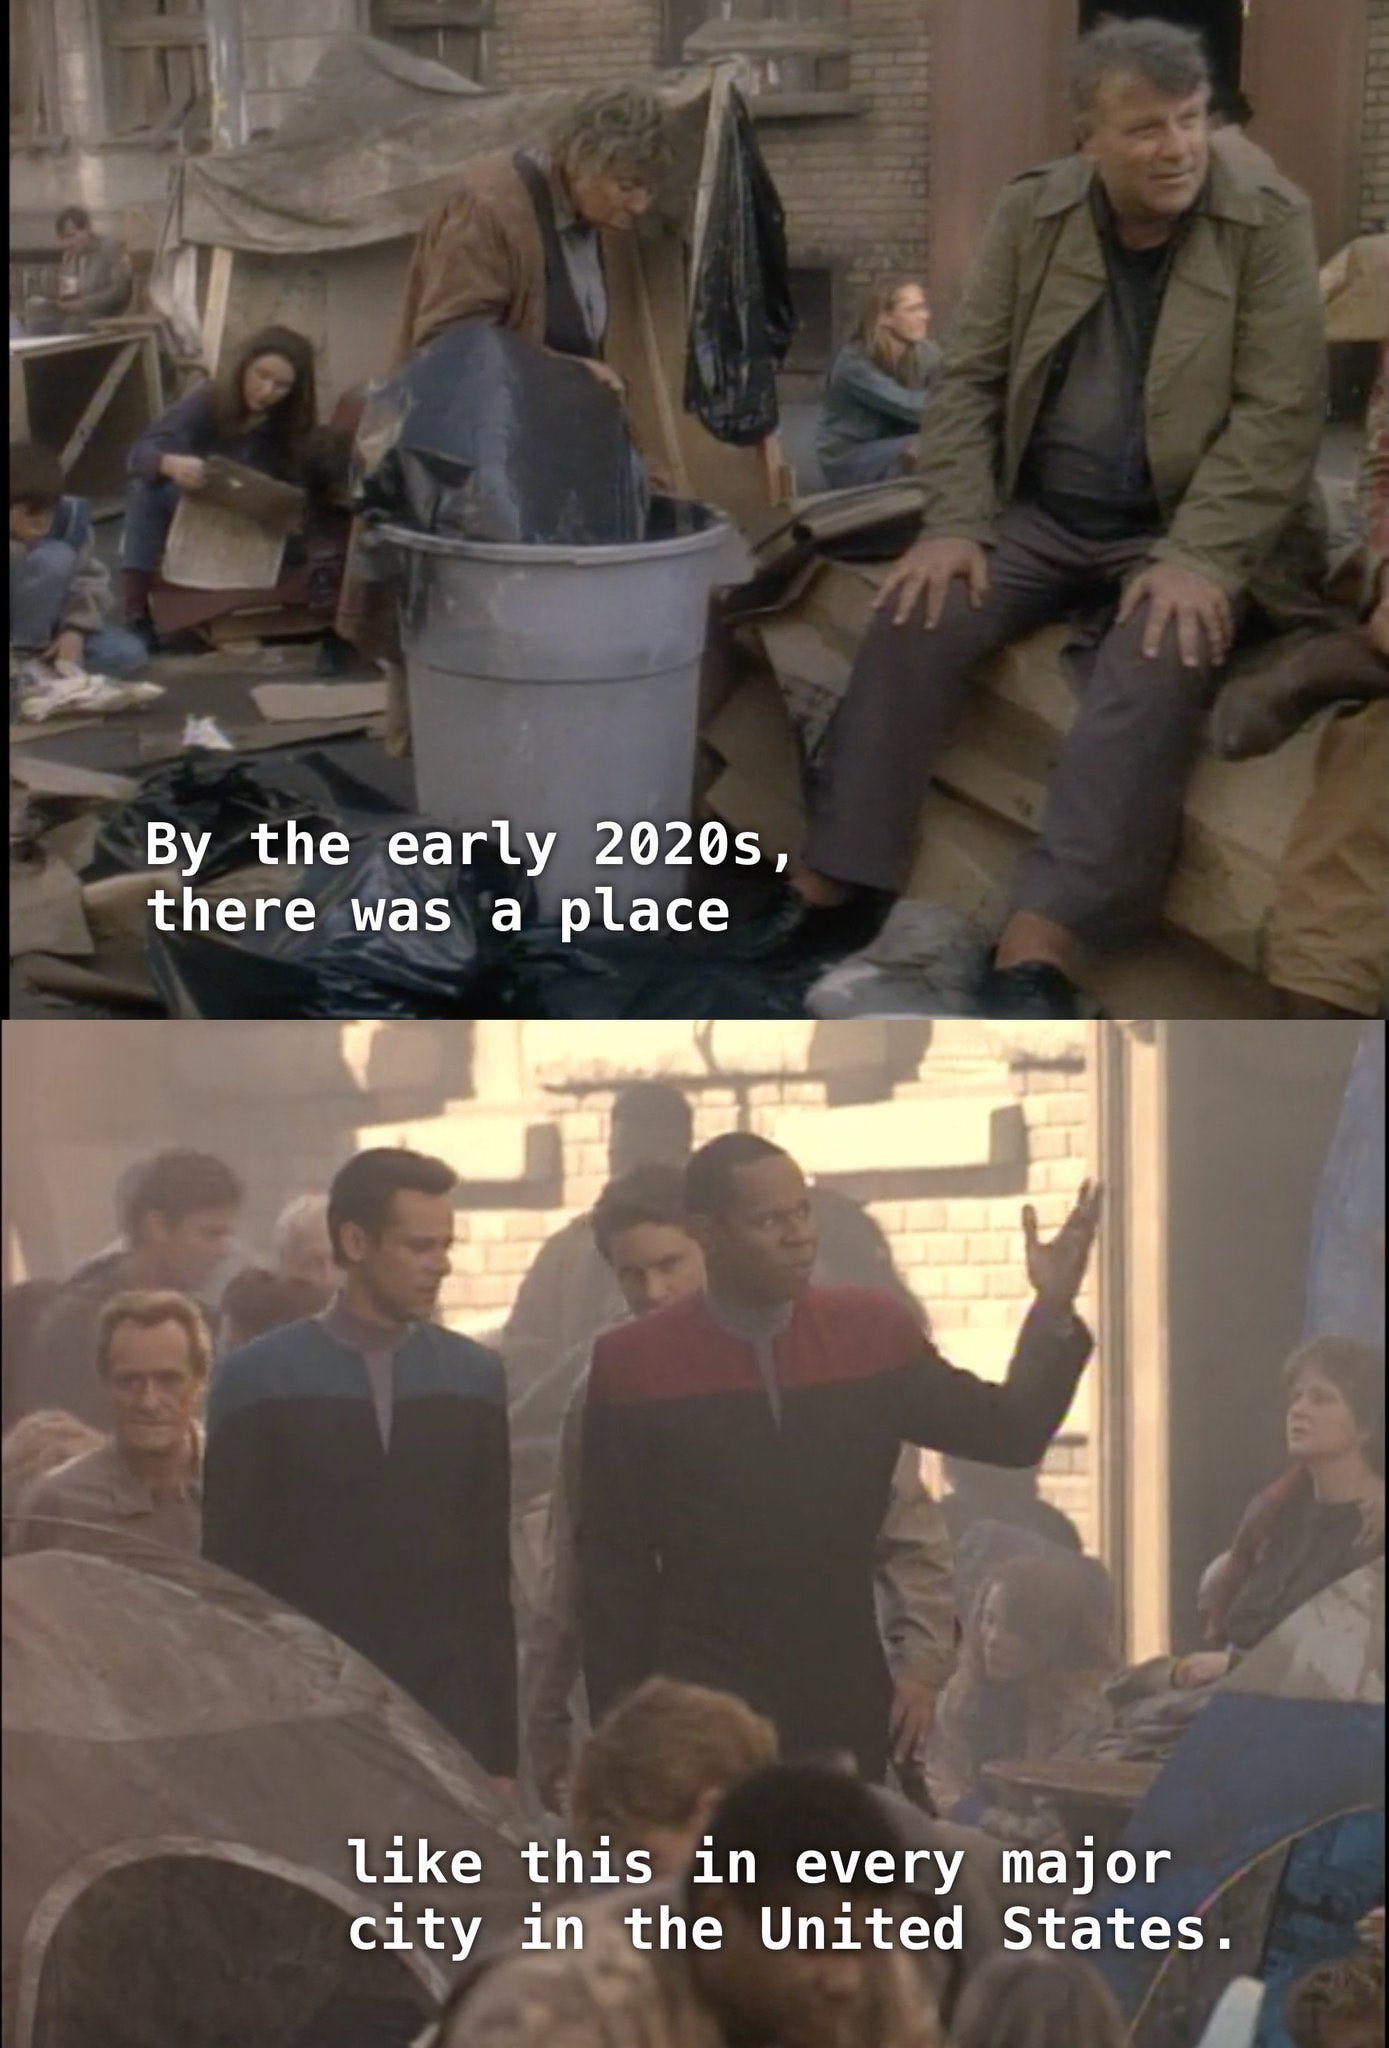 By the early 2020s,
there was a place
like this in every major
city in the United States.